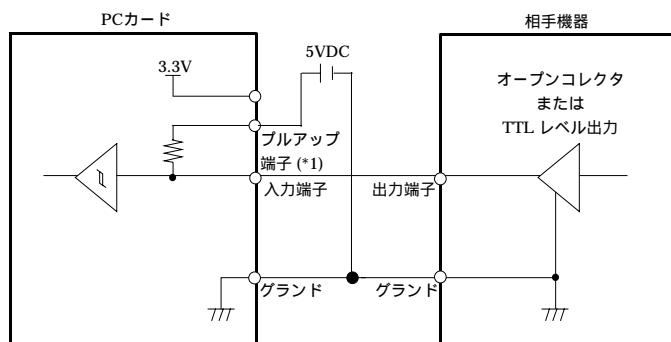 PCカード
相手機器
5VDC
3.3V
オープンコレクタ
または
TTL レベル出力
プルアップ
端子 (*1)
入力端子
出力端子
グランド
グランド